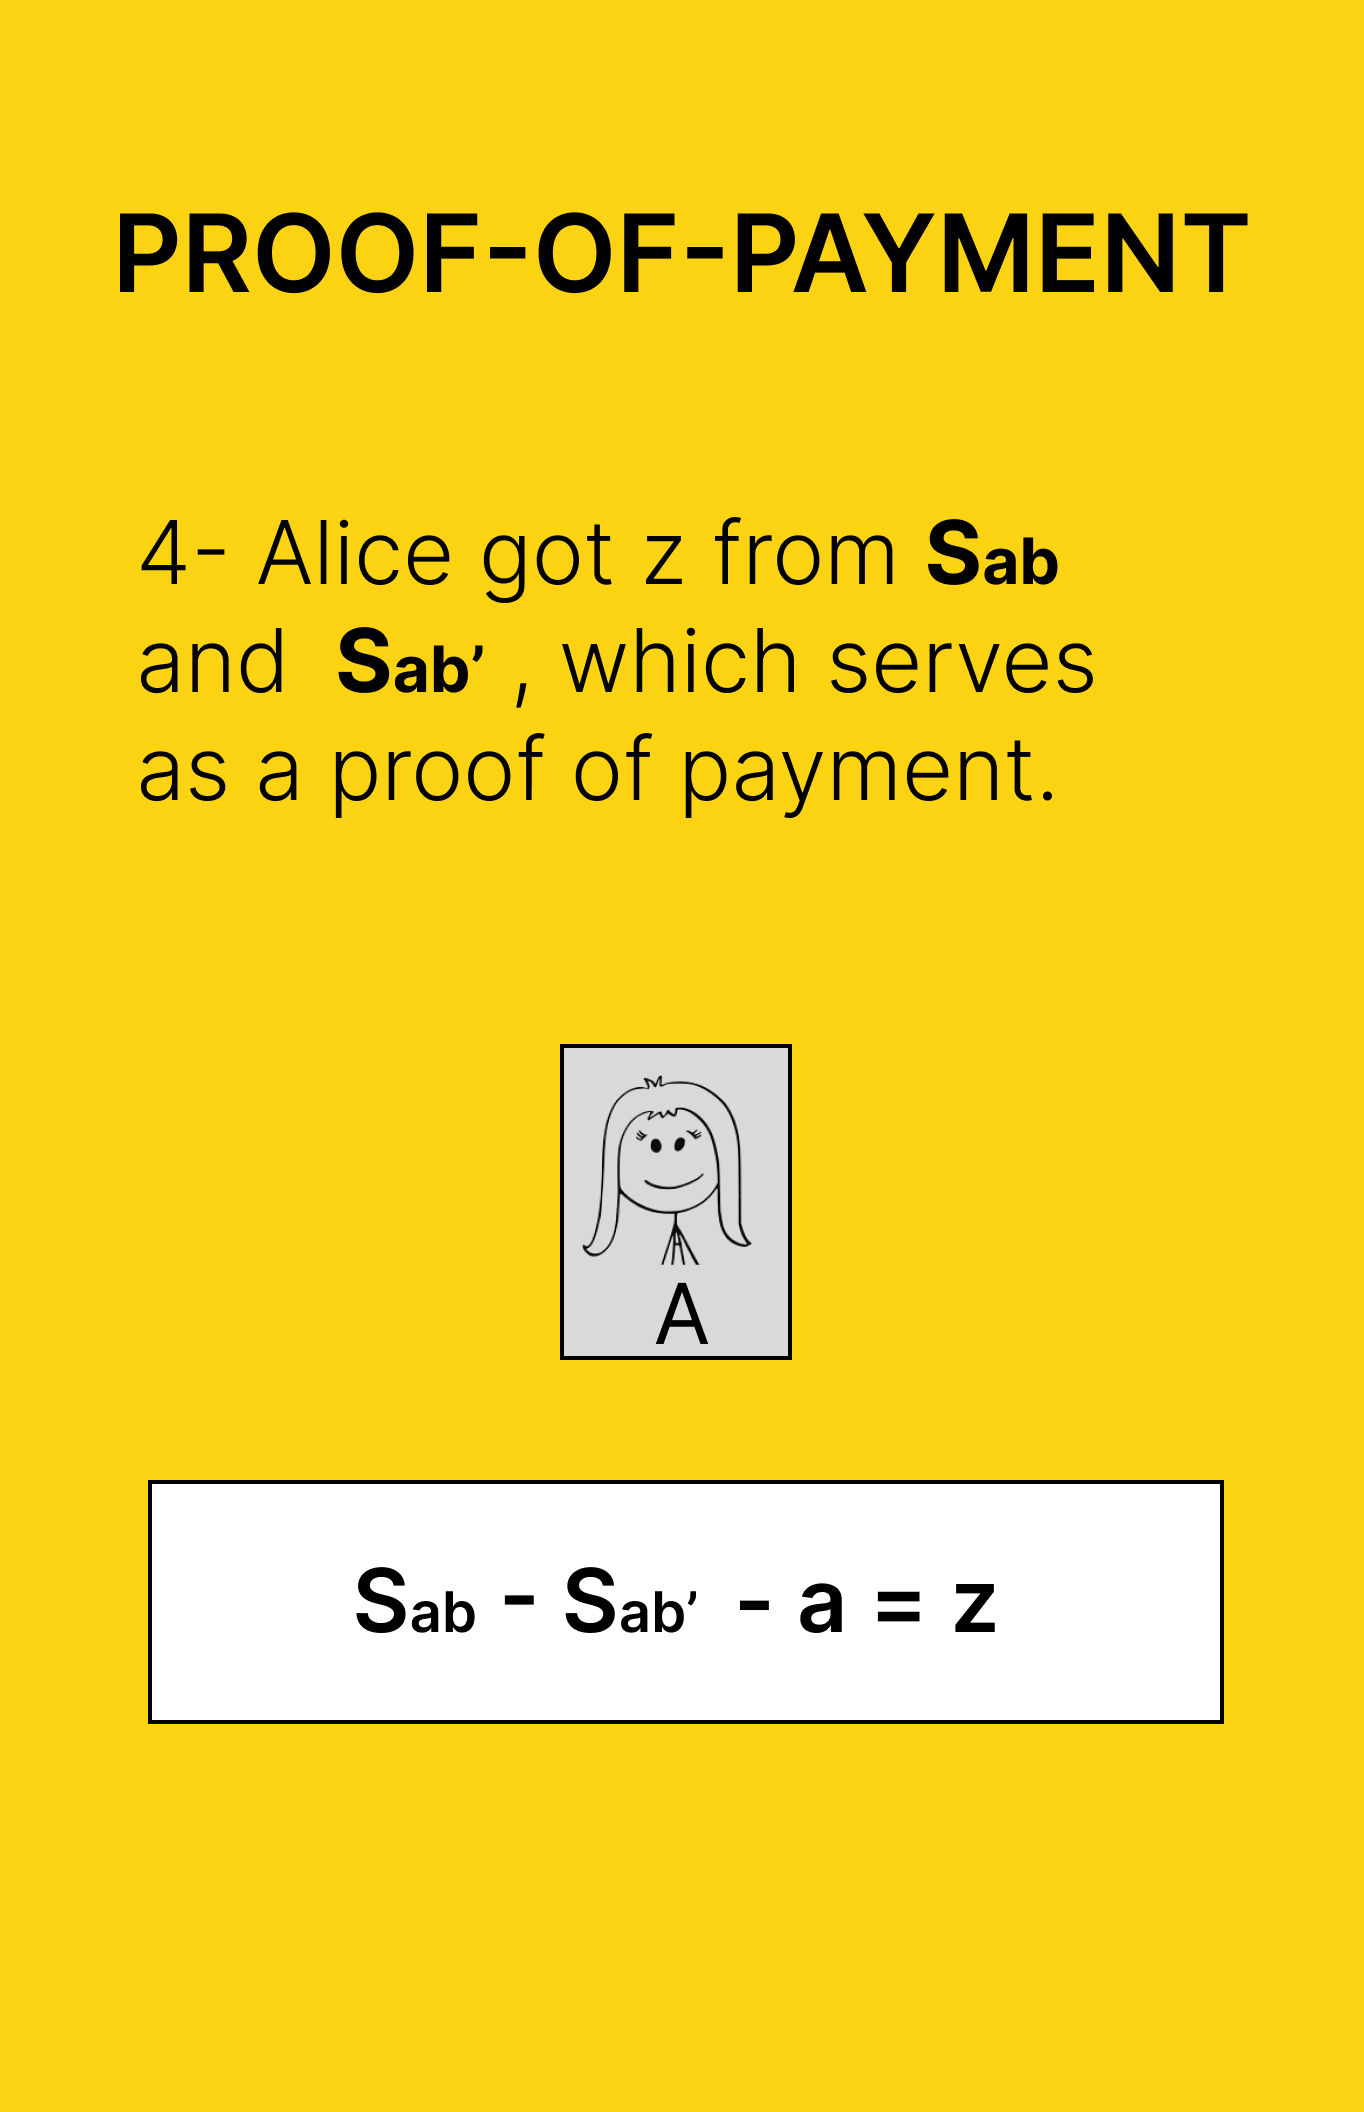 PROOF-OF-PAYMENT
4- Alice got z from Sab
and Sab’ , which serves
as a proof of payment.
A
Sab - Sab’ - a = z